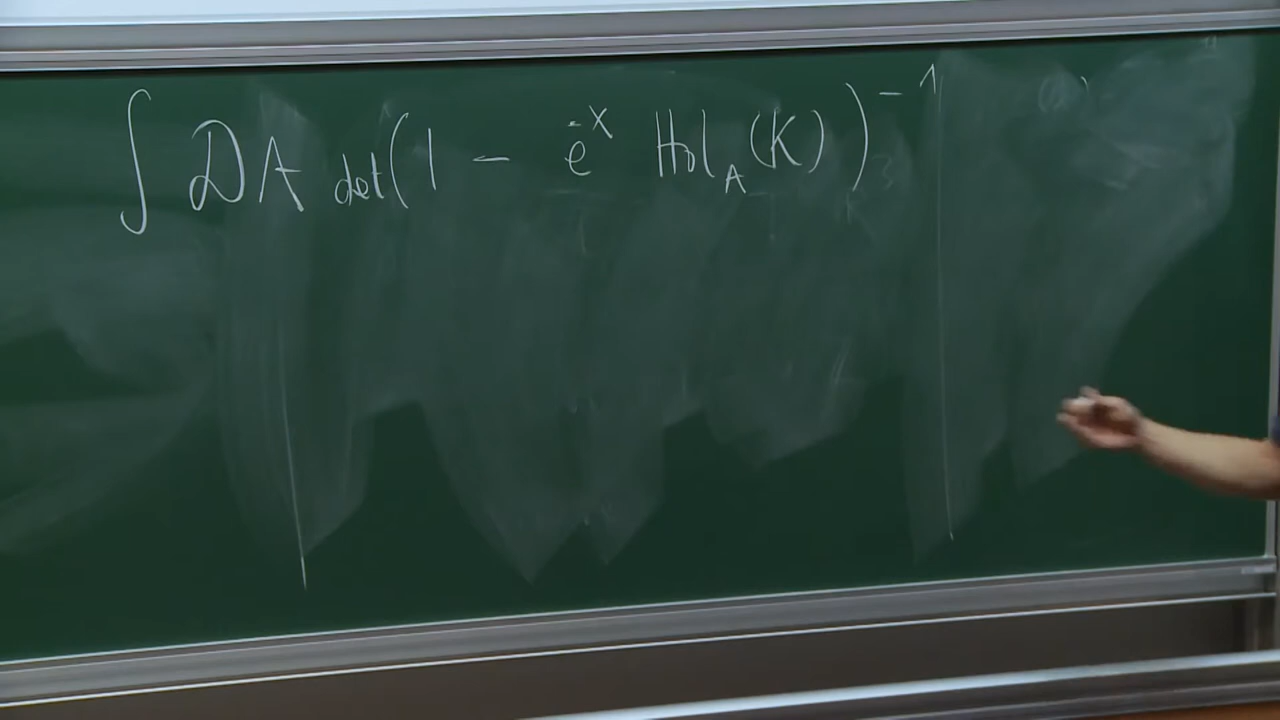 ∫ 𝒟A det(1 - e^{-x} Hol_A(K))^{-1}